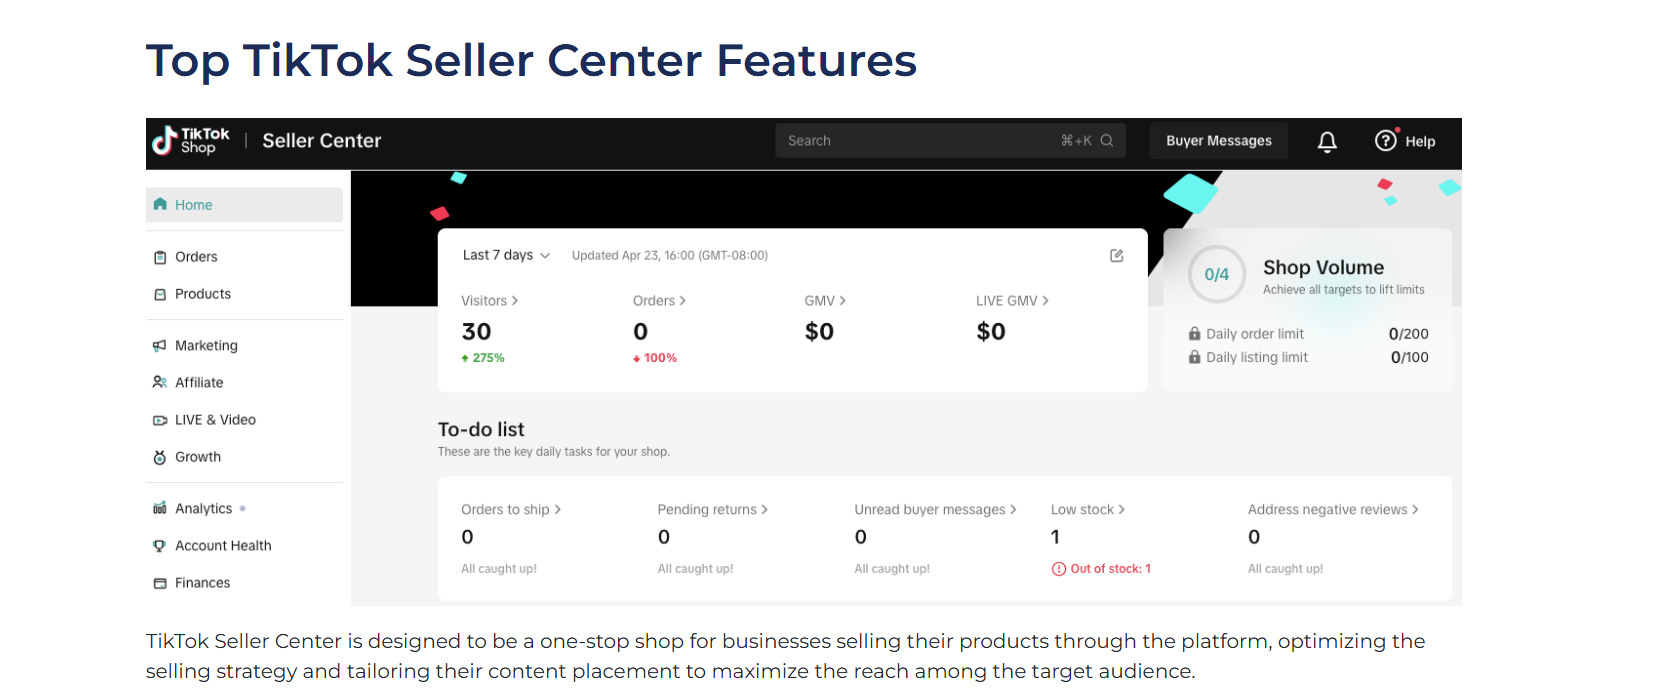 Top TikTok Seller Center Features
TikTok Shop | Seller Center
Search ⌘+K
Buyer Messages
Help
Home
Orders
Products
Marketing
Affiliate
LIVE & Video
Growth
Analytics
Account Health
Finances
Last 7 days Updated Apr 23, 16:00 (GMT-08:00)
Visitors > Orders > GMV > LIVE GMV >
30 0 $0 $0
275% 100%
0/4 Shop Volume
Achieve all targets to lift limits
Daily order limit 0/200
Daily listing limit 0/100
To-do list
These are the key daily tasks for your shop.
Orders to ship > Pending returns > Unread buyer messages > Low stock > Address negative reviews >
0 0 0 1 0
All caught up! All caught up! All caught up! Out of stock: 1 All caught up!
TikTok Seller Center is designed to be a one-stop shop for businesses selling their products through the platform, optimizing the
selling strategy and tailoring their content placement to maximize the reach among the target audience.